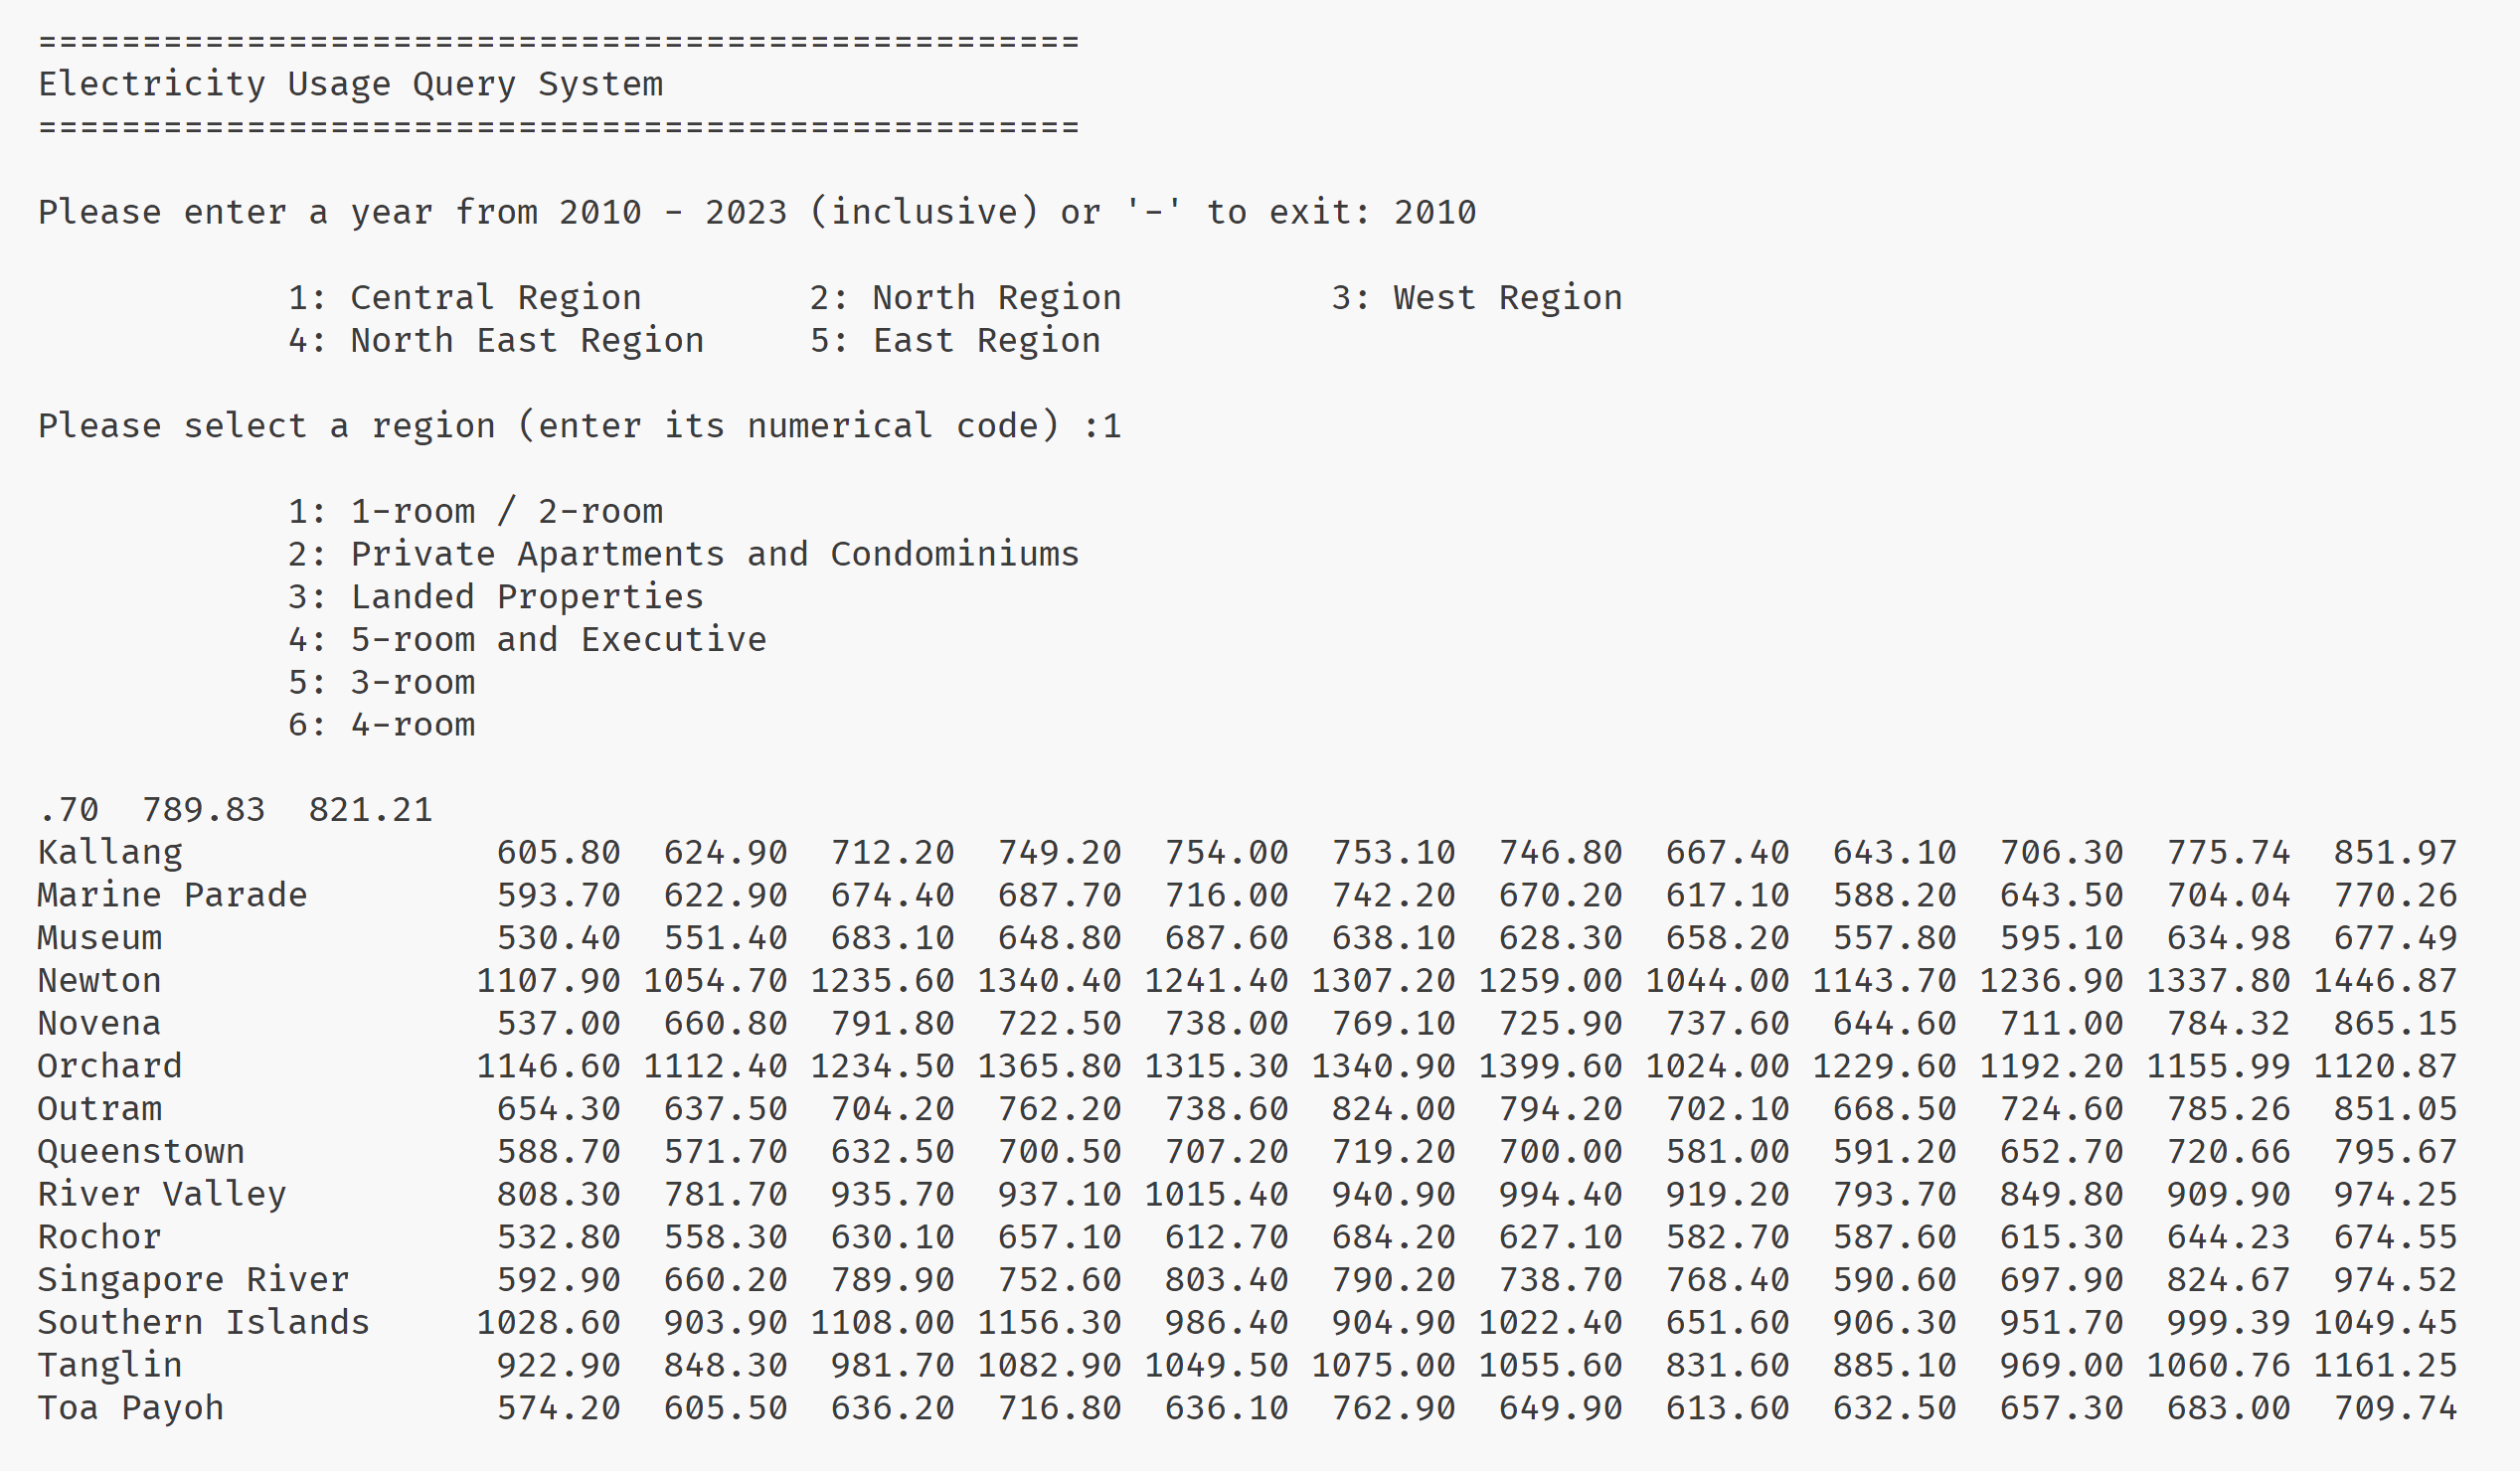 ==================================================
Electricity Usage Query System
==================================================
Please enter a year from 2010 - 2023 (inclusive) or '-' to exit: 2010
1: Central Region 2: North Region 3: West Region
4: North East Region 5: East Region
Please select a region (enter its numerical code) :1
1: 1-room / 2-room
2: Private Apartments and Condominiums
3: Landed Properties
4: 5-room and Executive
5: 3-room
6: 4-room
.70 789.83 821.21
Kallang 605.80 624.90 712.20 749.20 754.00 753.10 746.80 667.40 643.10 706.30 775.74 851.97
Marine Parade 593.70 622.90 674.40 687.70 716.00 742.20 670.20 617.10 588.20 643.50 704.04 770.26
Museum 530.40 551.40 683.10 648.80 687.60 638.10 628.30 658.20 557.80 595.10 634.98 677.49
Newton 1107.90 1054.70 1235.60 1340.40 1241.40 1307.20 1259.00 1044.00 1143.70 1236.90 1337.80 1446.87
Novena 537.00 660.80 791.80 722.50 738.00 769.10 725.90 737.60 644.60 711.00 784.32 865.15
Orchard 1146.60 1112.40 1234.50 1365.80 1315.30 1340.90 1399.60 1024.00 1229.60 1192.20 1155.99 1120.87
Outram 654.30 637.50 704.20 762.20 738.60 824.00 794.20 702.10 668.50 724.60 785.26 851.05
Queenstown 588.70 571.70 632.50 700.50 707.20 719.20 700.00 581.00 591.20 652.70 720.66 795.67
River Valley 808.30 781.70 935.70 937.10 1015.40 940.90 994.40 919.20 793.70 849.80 909.90 974.25
Rochor 532.80 558.30 630.10 657.10 612.70 684.20 627.10 582.70 587.60 615.30 644.23 674.55
Singapore River 592.90 660.20 789.90 752.60 803.40 790.20 738.70 768.40 590.60 697.90 824.67 974.52
Southern Islands 1028.60 903.90 1108.00 1156.30 986.40 904.90 1022.40 651.60 906.30 951.70 999.39 1049.45
Tanglin 922.90 848.30 981.70 1082.90 1049.50 1075.00 1055.60 831.60 885.10 969.00 1060.76 1161.25
Toa Payoh 574.20 605.50 636.20 716.80 636.10 762.90 649.90 613.60 632.50 657.30 683.00 709.74